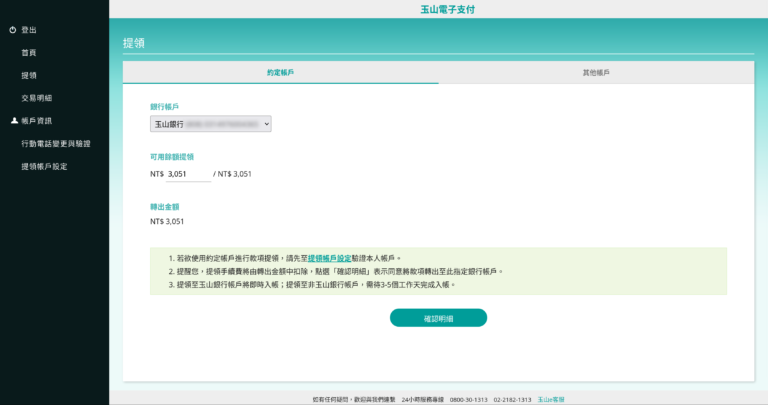 玉山電子支付
登出
首頁
提領
交易明細
帳戶資訊
行動電話變更與驗證
提領帳戶設定
提領
約定帳戶
其他帳戶
銀行帳戶
玉山銀行
可用餘額提領
NT$ 3,051 / NT$ 3,051
轉出金額
NT$ 3,051
1. 若欲使用約定帳戶進行款項提領，請先至提領帳戶設定驗證本人帳戶。
2. 提醒您，提領手續費將由轉出金額中扣除，點選「確認明細」表示同意將款項轉出至此指定銀行帳戶。
3. 提領至玉山銀行帳戶將即時入帳；提領至非玉山銀行帳戶，需待3-5個工作天完成入帳。
確認明細
如有任何疑問，歡迎與我們連繫 24小時服務專線 0800-30-1313 02-2182-1313 玉山e客服